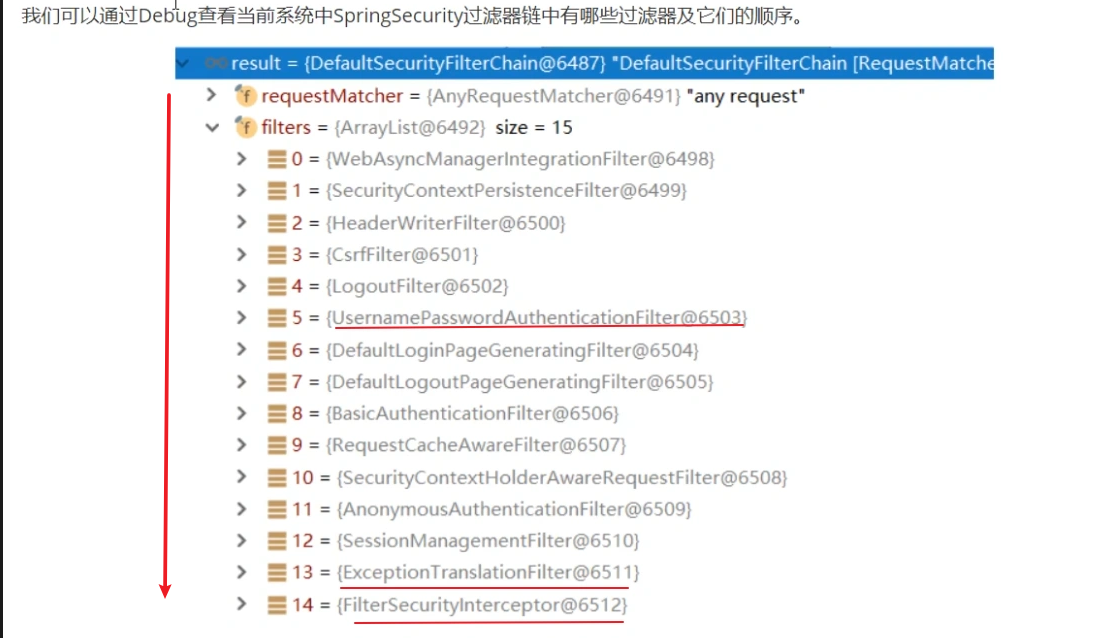 我们可以通过Debug查看当前系统中SpringSecurity过滤器链中有哪些过滤器及它们的顺序。
result = {DefaultSecurityFilterChain@6487} "DefaultSecurityFilterChain [RequestMatche
requestMatcher = {AnyRequestMatcher@6491} "any request"
filters = {ArrayList@6492} size = 15
0 = {WebAsyncManagerIntegrationFilter@6498}
1 = {SecurityContextPersistenceFilter@6499}
2 = {HeaderWriterFilter@6500}
3 = {CsrfFilter@6501}
4 = {LogoutFilter@6502}
5 = {UsernamePasswordAuthenticationFilter@6503}
6 = {DefaultLoginPageGeneratingFilter@6504}
7 = {DefaultLogoutPageGeneratingFilter@6505}
8 = {BasicAuthenticationFilter@6506}
9 = {RequestCacheAwareFilter@6507}
10 = {SecurityContextHolderAwareRequestFilter@6508}
11 = {AnonymousAuthenticationFilter@6509}
12 = {SessionManagementFilter@6510}
13 = {ExceptionTranslationFilter@6511}
14 = {FilterSecurityInterceptor@6512}